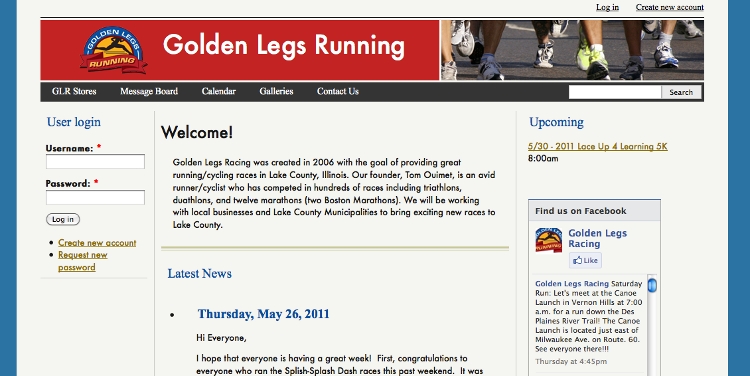 Log in Create new account
GOLDEN LEGS
RUNNING
Golden Legs Running
GLR Stores Message Board Calendar Galleries Contact Us Search
User login
Username: *
Password: *
Log in
Create new account
Request new
password
Welcome!
Golden Legs Racing was created in 2006 with the goal of providing great
running/cycling races in Lake County, Illinois. Our founder, Tom Ouimet, is an avid
runner/cyclist who has competed in hundreds of races including triathlons,
duathlons, and twelve marathons (two Boston Marathons). We will be working
with local businesses and Lake County Municipalities to bring exciting new races to
Lake County.
Latest News
Thursday, May 26, 2011
Hi Everyone,
I hope that everyone is having a great week! First, congratulations to
everyone who ran the Splish-Splash Dash races this past weekend. It was
Upcoming
5/30 - 2011 Lace Up 4 Learning 5K
8:00am
Find us on Facebook
Golden Legs
Racing
Like
Golden Legs Racing Saturday
Run: Let's meet at the Canoe
Launch in Vernon Hills at 7:00
a.m. for a run down the Des
Plaines River Trail! The Canoe
Launch is located just east of
Milwaukee Ave. on Route. 60.
See everyone there!!!
Thursday at 4:45pm